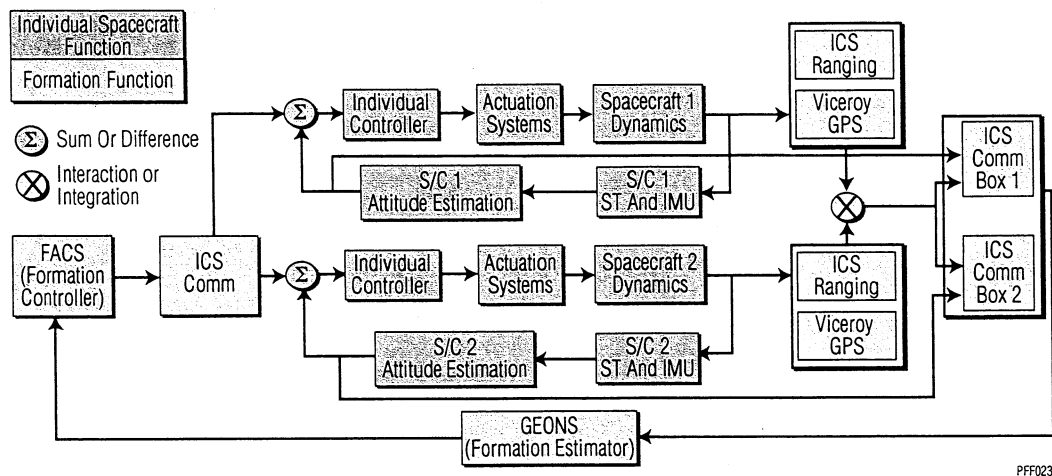 Individual Spacecraft
Function
Formation Function
Σ Sum Or Difference
Interaction or
Integration
Σ
Individual
Controller
Actuation
Systems
Spacecraft 1
Dynamics
ICS
Ranging
Viceroy
GPS
S/C 1
Attitude Estimation
S/C 1
ST And IMU
ICS
Comm
Box 1
FACS
(Formation
Controller)
ICS
Comm
Σ
Individual
Controller
Actuation
Systems
Spacecraft 2
Dynamics
ICS
Ranging
Viceroy
GPS
ICS
Comm
Box 2
S/C 2
Attitude Estimation
S/C 2
ST And IMU
GEONS
(Formation Estimator)
PFF023